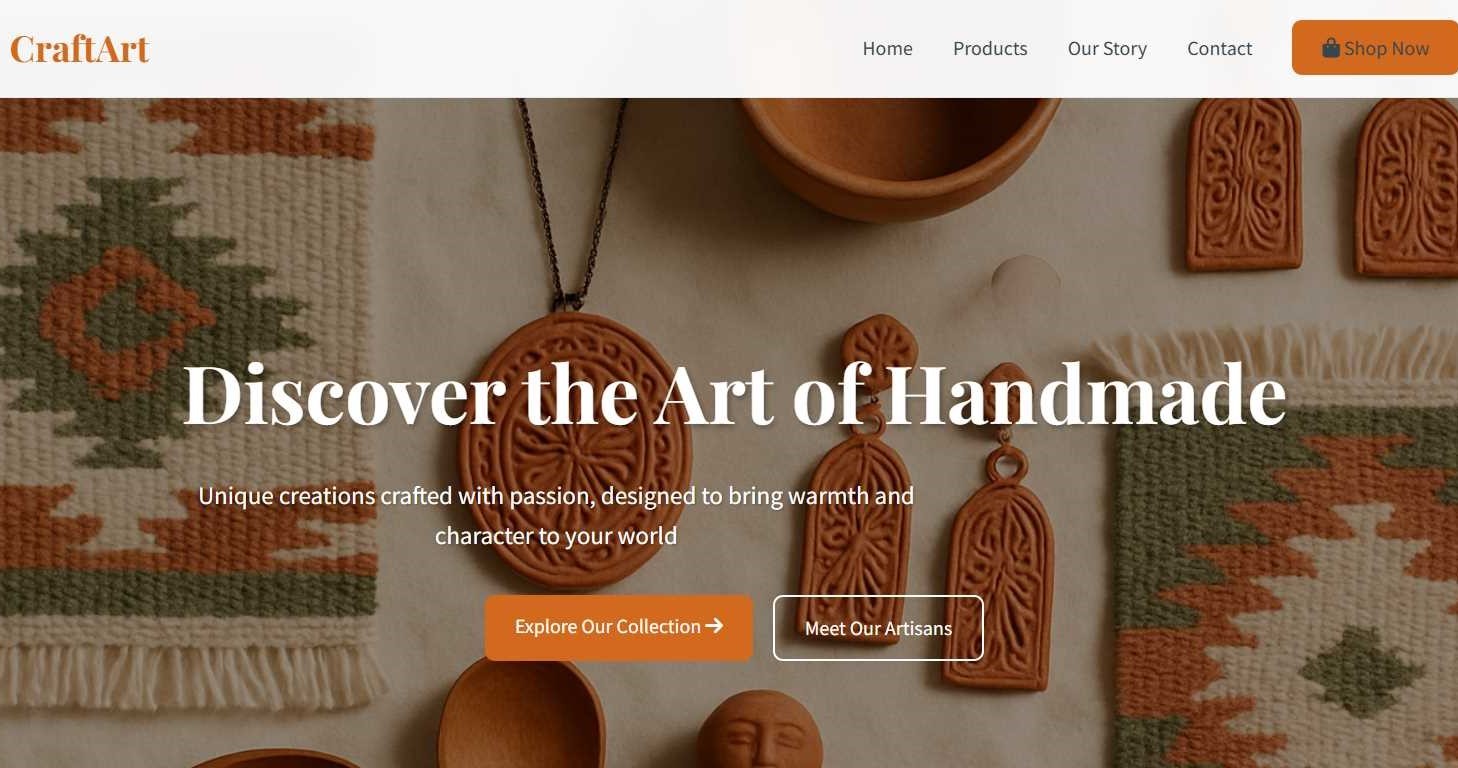 CraftArt
Home
Products
Our Story
Contact
Shop Now
Discover the Art of Handmade
Unique creations crafted with passion, designed to bring warmth and
character to your world
Explore Our Collection
Meet Our Artisans